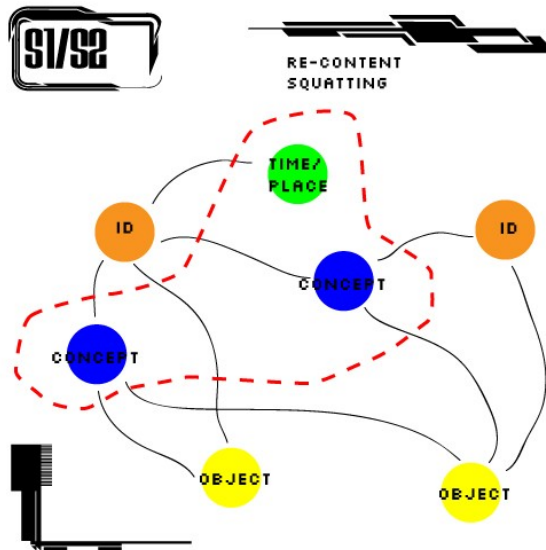 S1/S2
RE-CONTENT
SQUATTING
TIME/
PLACE
ID
ID
CONCEPT
CONCEPT
OBJECT
OBJECT